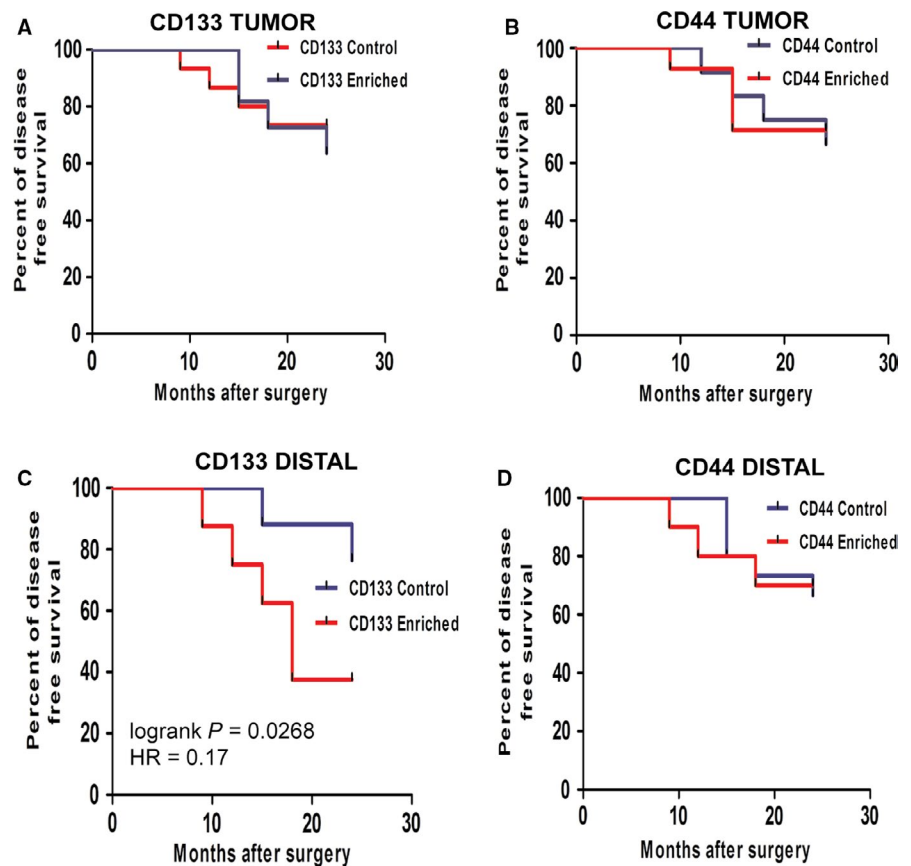 A
CD133 TUMOR
CD133 Control
CD133 Enriched
Percent of disease
free survival
100
80
60
40
20
0
0 10 20 30
Months after surgery
B
CD44 TUMOR
CD44 Control
CD44 Enriched
Percent of disease
free survival
100
80
60
40
20
0
0 10 20 30
Months after surgery
C
CD133 DISTAL
CD133 Control
CD133 Enriched
Percent of disease
free survival
100
80
60
40
20
0
logrank P = 0.0268
HR = 0.17
0 10 20 30
Months after surgery
D
CD44 DISTAL
CD44 Control
CD44 Enriched
Percent of disease
free survival
100
80
60
40
20
0
0 10 20 30
Months after surgery